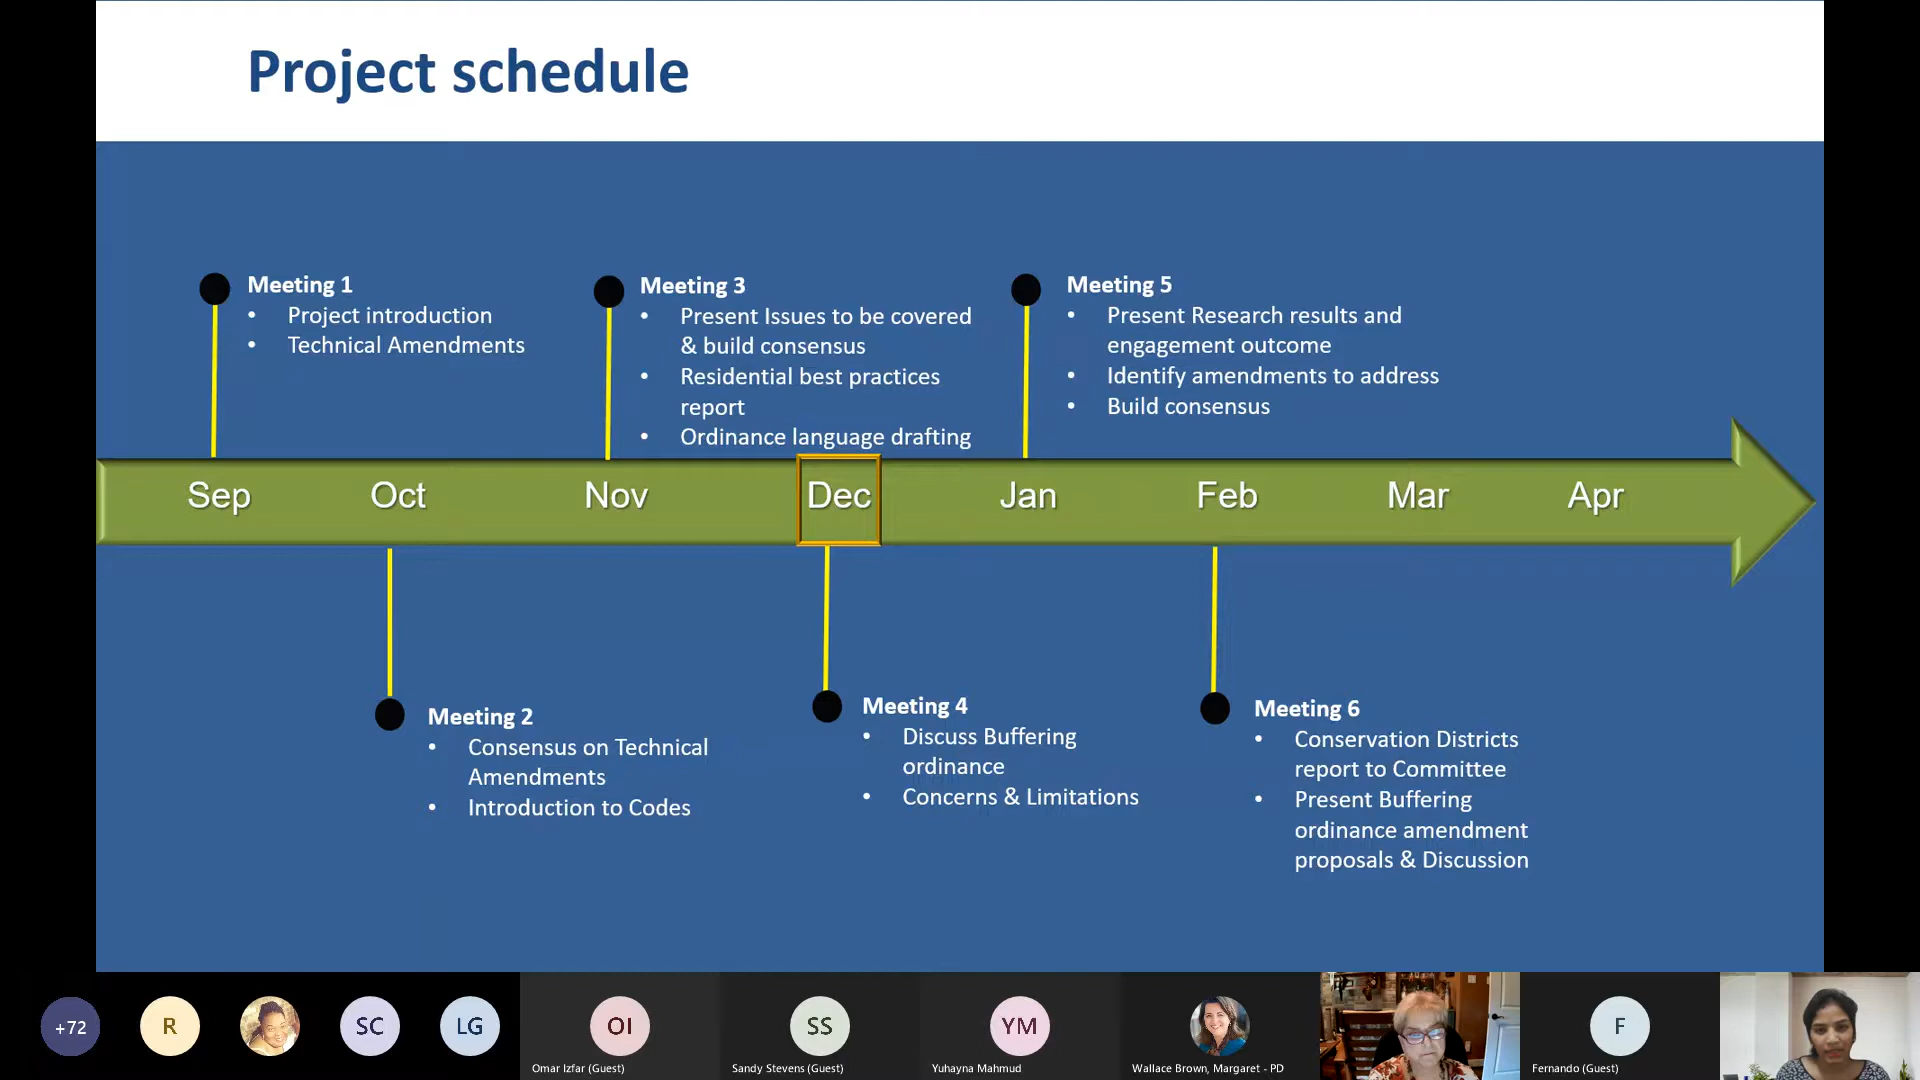 Project schedule
Meeting 1
• Project introduction
• Technical Amendments
Meeting 3
• Present Issues to be covered
& build consensus
• Residential best practices
report
• Ordinance language drafting
Meeting 5
• Present Research results and
engagement outcome
• Identify amendments to address
• Build consensus
Sep Oct Nov Dec Jan Feb Mar Apr
Meeting 2
• Consensus on Technical
Amendments
• Introduction to Codes
Meeting 4
• Discuss Buffering
ordinance
• Concerns & Limitations
Meeting 6
• Conservation Districts
report to Committee
• Present Buffering
ordinance amendment
proposals & Discussion
+72 R SC LG OI SS YM F
Omar Izfar (Guest) Sandy Stevens (Guest) Yuhayna Mahmud Wallace Brown, Margaret - PD Fernando (Guest)